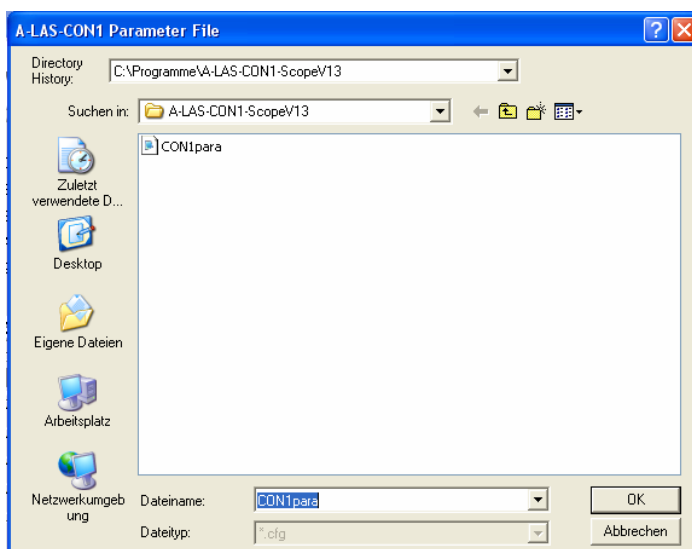 A-LAS-CON1 Parameter File
Directory
History:
C:\Programme\A-LAS-CON1-ScopeV13
Suchen in:
A-LAS-CON1-ScopeV13
CON1para
Zuletzt
verwendete D...
Desktop
Eigene Dateien
Arbeitsplatz
Netzwerkumgeb
ung
Dateiname:
CON1para
OK
Dateityp:
*.cfg
Abbrechen